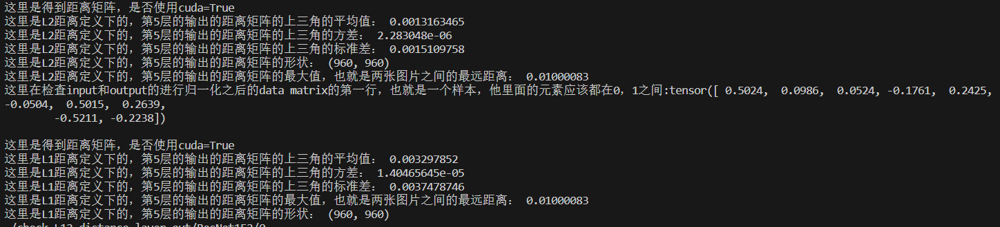 这里是得到距离矩阵，是否使用cuda=True
这里是L2距离定义下的，第5层的输出的距离矩阵的上三角的平均值： 0.0013163465
这里是L2距离定义下的，第5层的输出的距离矩阵的上三角的方差： 2.283048e-06
这里是L2距离定义下的，第5层的输出的距离矩阵的上三角的标准差： 0.0015109758
这里是L2距离定义下的，第5层的输出的距离矩阵的形状： (960, 960)
这里是L2距离定义下的，第5层的输出的距离矩阵的最大值，也就是两张图片之间的最远距离： 0.01000083
这里在检查input和output的进行归一化之后的data matrix的第一行，也就是一个样本，他里面的元素应该都在0，1之间:tensor([ 0.5024,  0.0986,  0.0524, -0.1761,  0.2425,
-0.0504,  0.5015,  0.2639,
        -0.5211, -0.2238])
这里是得到距离矩阵，是否使用cuda=True
这里是L1距离定义下的，第5层的输出的距离矩阵的上三角的平均值： 0.003297852
这里是L1距离定义下的，第5层的输出的距离矩阵的上三角的方差： 1.40465645e-05
这里是L1距离定义下的，第5层的输出的距离矩阵的上三角的标准差： 0.0037478746
这里是L1距离定义下的，第5层的输出的距离矩阵的最大值，也就是两张图片之间的最远距离： 0.01000083
这里是L1距离定义下的，第5层的输出的距离矩阵的形状： (960, 960)